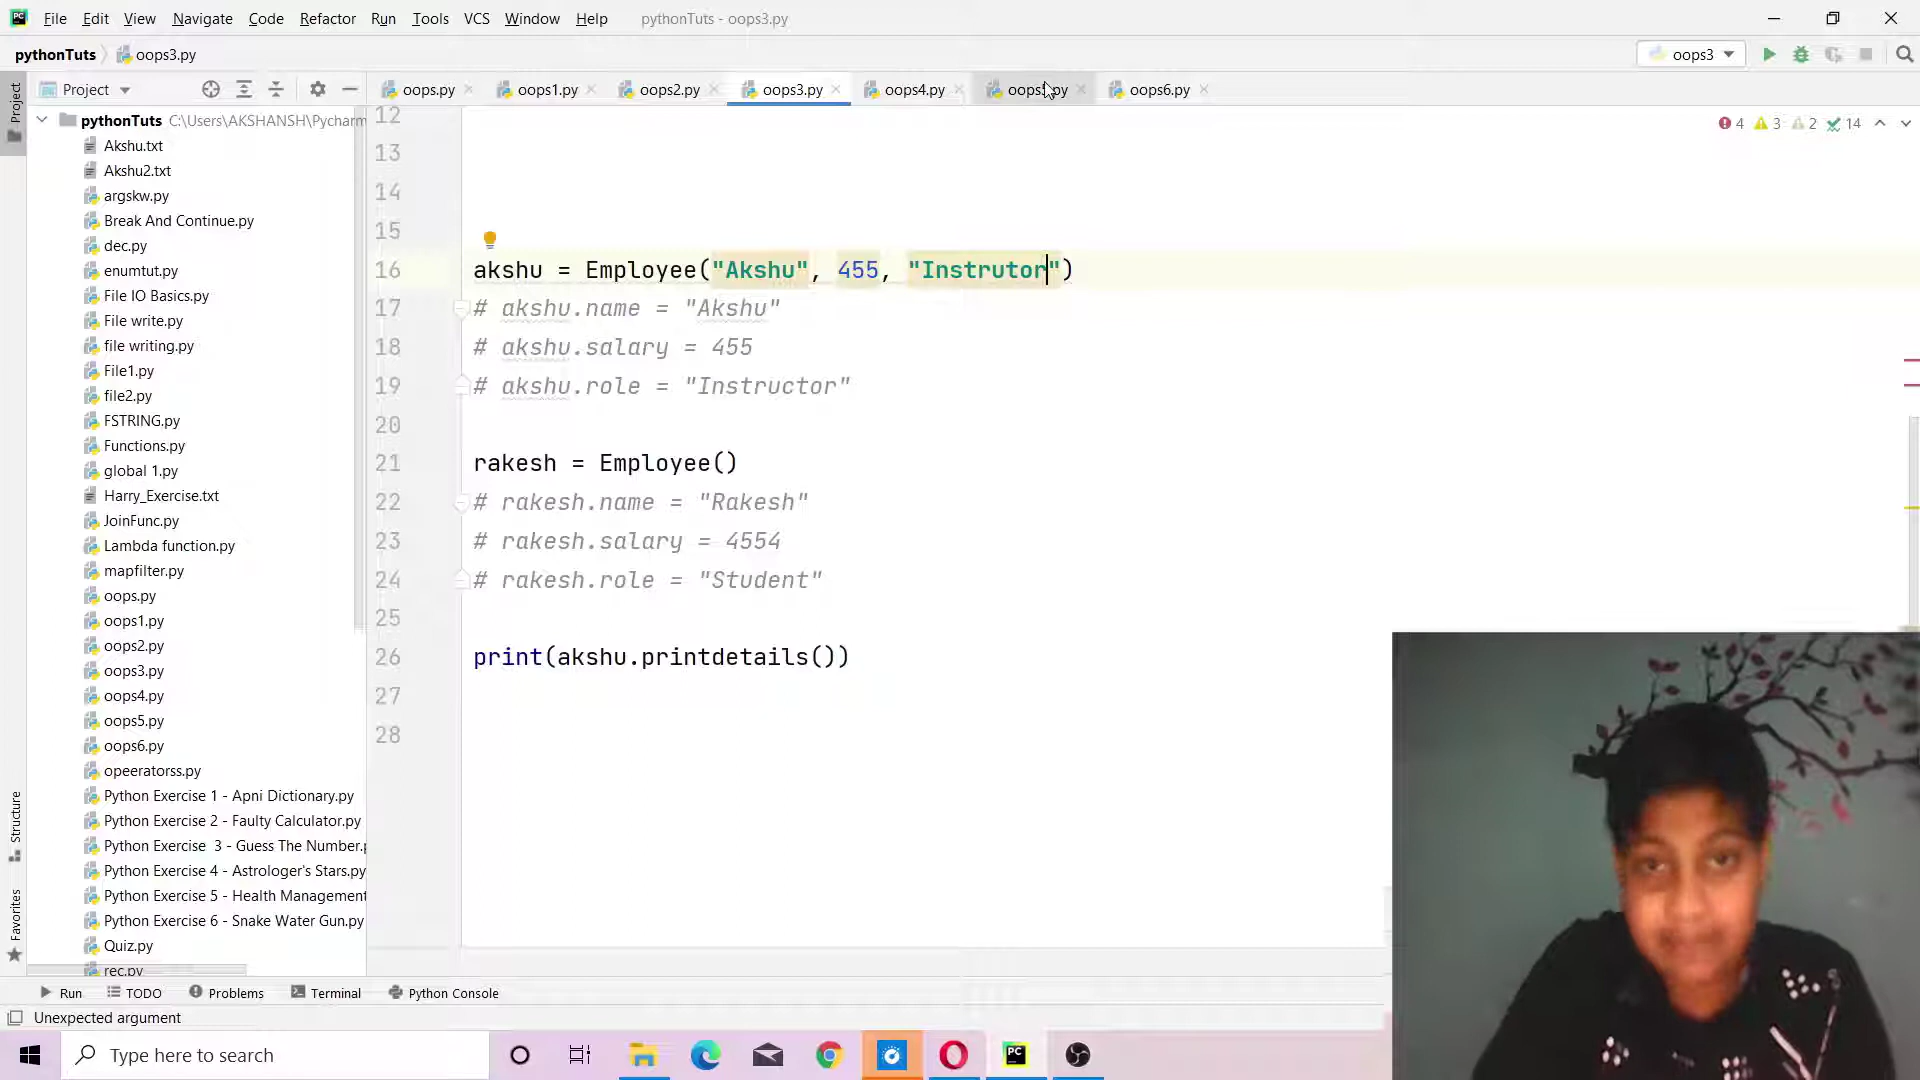 File Edit View Navigate Code Refactor Run Tools VCS Window Help pythonTuts - oops3.py
pythonTuts oops3.py oops3
Project oops.py oops1.py oops2.py oops3.py oops4.py oops5.py oops6.py
Project
Structure
Favorites
pythonTuts C:\Users\AKSHANSH\Pycharm
Akshu.txt
Akshu2.txt
argskw.py
Break And Continue.py
dec.py
enumtut.py
File IO Basics.py
File write.py
file writing.py
File1.py
file2.py
FSTRING.py
Functions.py
global 1.py
Harry_Exercise.txt
JoinFunc.py
Lambda function.py
mapfilter.py
oops.py
oops1.py
oops2.py
oops3.py
oops4.py
oops5.py
oops6.py
opeeratorss.py
Python Exercise 1 - Apni Dictionary.py
Python Exercise 2 - Faulty Calculator.py
Python Exercise 3 - Guess The Number.p
Python Exercise 4 - Astrologer's Stars.py
Python Exercise 5 - Health Management
Python Exercise 6 - Snake Water Gun.py
Quiz.py
rec.py
4 3 2 14
12
13
14
15
16 akshu = Employee("Akshu", 455, "Instrutor")
17 # akshu.name = "Akshu"
18 # akshu.salary = 455
19 # akshu.role = "Instructor"
20
21 rakesh = Employee()
22 # rakesh.name = "Rakesh"
23 # rakesh.salary = 4554
24 # rakesh.role = "Student"
25
26 print(akshu.printdetails())
27
28
Run TODO Problems Terminal Python Console
Unexpected argument
Type here to search